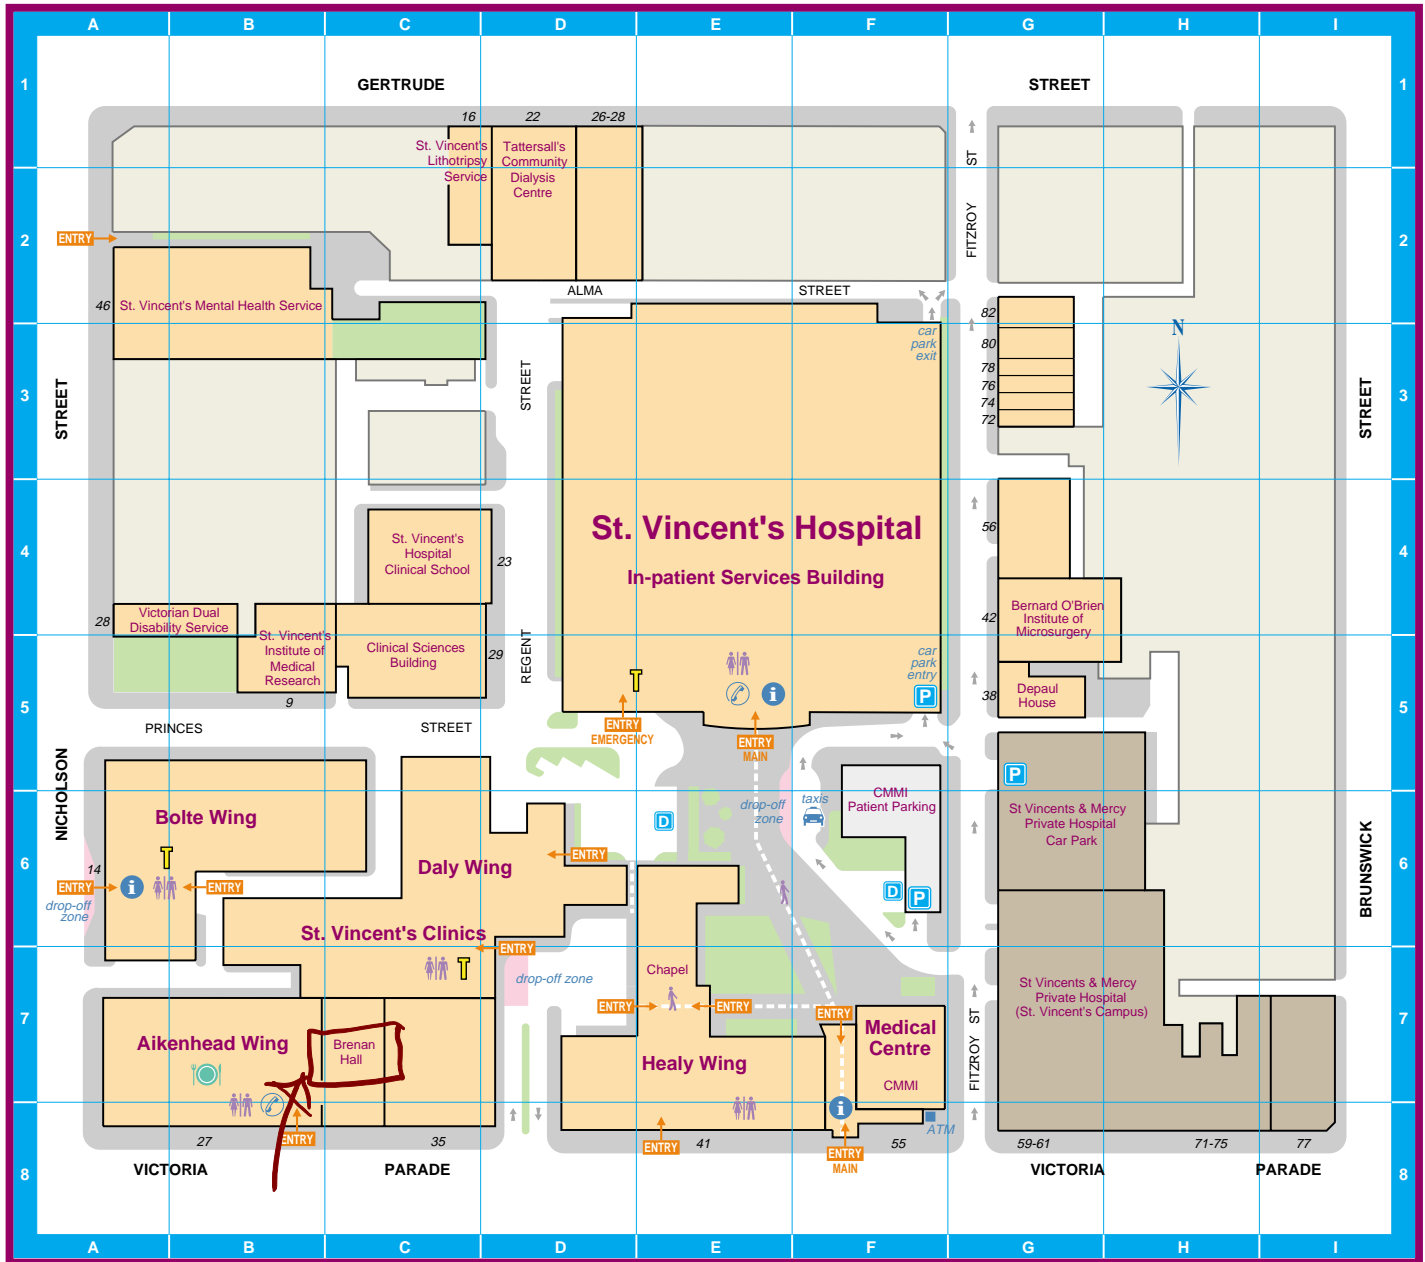 A B C D E F G H I
1 GERTRUDE STREET 1
16 22 26-28
St. Vincent's
Lithotripsy
Service
Tattersall's
Community
Dialysis
Centre
ST
FITZROY
2 2
ENTRY
46 St. Vincent's Mental Health Service
ALMA STREET
car
park
exit
82
80
78
76
74
72
N
3 3
STREET
STREET
STREET
St. Vincent's
Hospital
Clinical School
23
St. Vincent's Hospital
In-patient Services Building
56
4 4
28 Victorian Dual
Disability Service
St. Vincent's
Institute of
Medical
Research
9
Clinical Sciences
Building
29
REGENT
42 Bernard O'Brien
Institute of
Microsurgery
38 Depaul
House
car
park
entry
P
i
T
5 5
ENTRY
EMERGENCY
ENTRY
MAIN
PRINCES STREET
NICHOLSON
BRUNSWICK
Bolte Wing
T
14
ENTRY
i
ENTRY
drop-off
zone
Daly Wing
ENTRY
St. Vincent's Clinics
ENTRY
T
D
drop-off
zone
taxis
CMMI
Patient Parking
D P
P
St Vincents & Mercy
Private Hospital
Car Park
6 6
drop-off zone
Chapel
ENTRY ENTRY
ENTRY
St Vincents & Mercy
Private Hospital
(St. Vincent's Campus)
7 7
Aikenhead Wing
Brenan
Hall
Healy Wing
Medical
Centre
CMMI
FITZROY ST
i
ATM
ENTRY
27 35
ENTRY
41
ENTRY
MAIN
55
59-61 71-75 77
VICTORIA PARADE VICTORIA PARADE
8 8
A B C D E F G H I